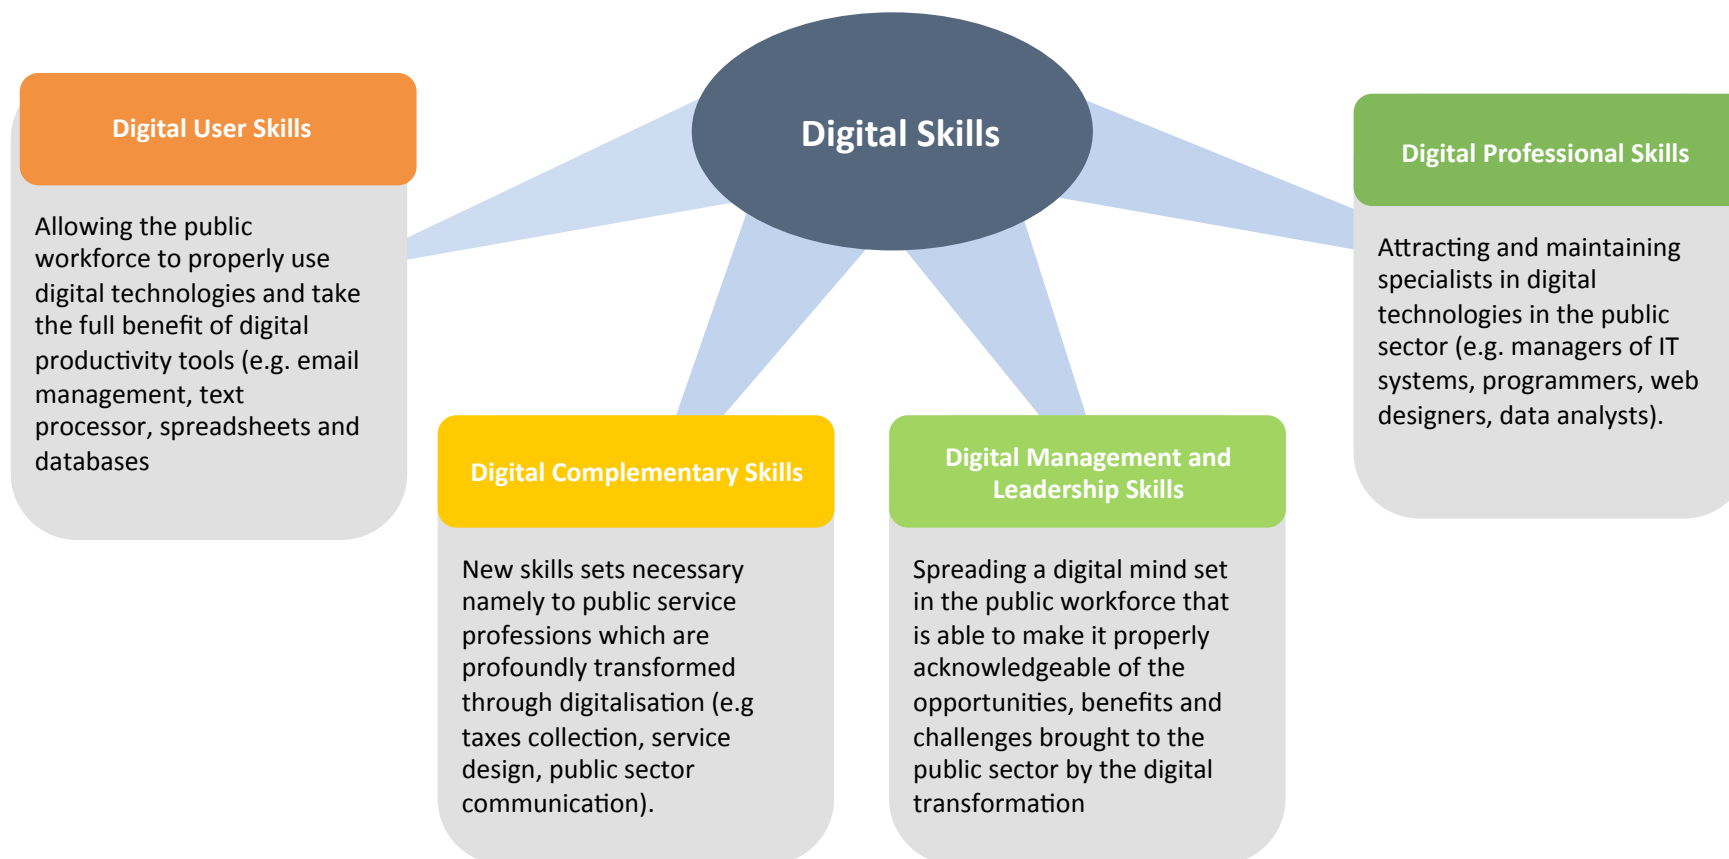 Digital Skills
Digital User Skills
Allowing the public
workforce to properly use
digital technologies and take
the full benefit of digital
productivity tools (e.g. email
management, text
processor, spreadsheets and
databases
Digital Complementary Skills
New skills sets necessary
namely to public service
professions which are
profoundly transformed
through digitalisation (e.g
taxes collection, service
design, public sector
communication).
Digital Management and
Leadership Skills
Spreading a digital mind set
in the public workforce that
is able to make it properly
acknowledgeable of the
opportunities, benefits and
challenges brought to the
public sector by the digital
transformation
Digital Professional Skills
Attracting and maintaining
specialists in digital
technologies in the public
sector (e.g. managers of IT
systems, programmers, web
designers, data analysts).